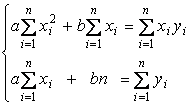 a∑_{i=1}^{n} x_i^2 + b∑_{i=1}^{n} x_i = ∑_{i=1}^{n} x_i y_i
a∑_{i=1}^{n} x_i + bn = ∑_{i=1}^{n} y_i